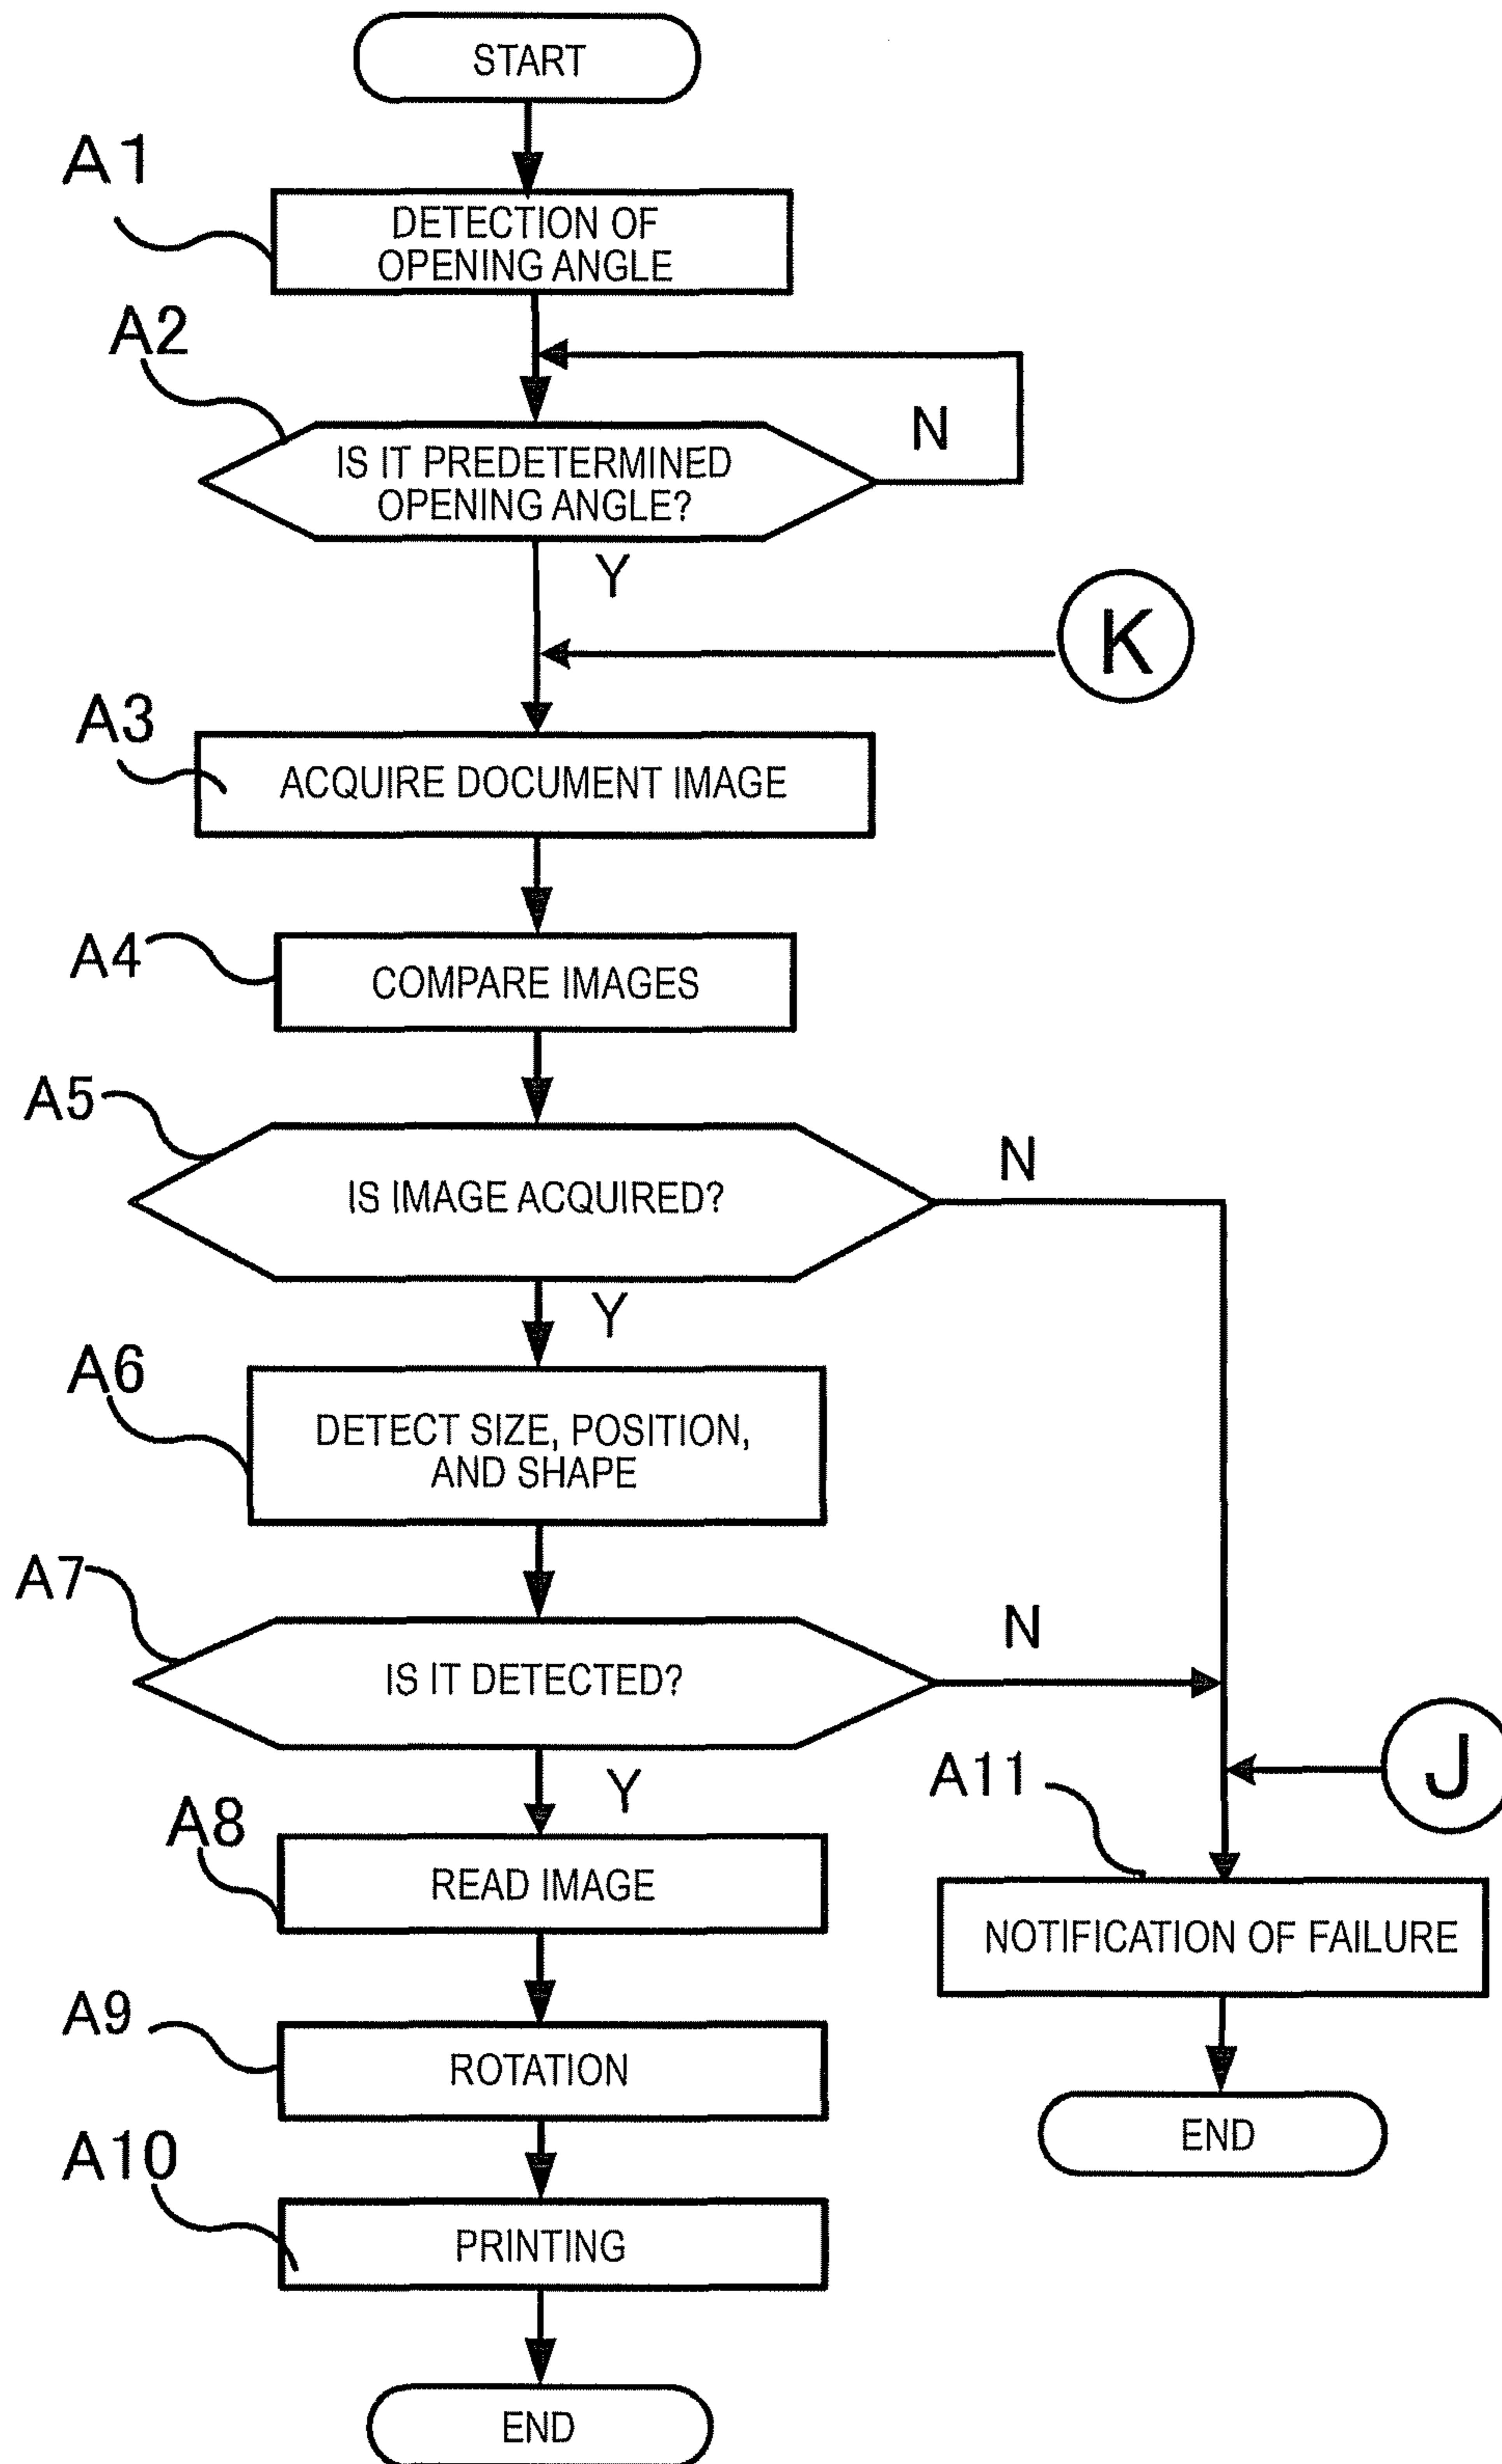 START
A1
DETECTION OF
OPENING ANGLE
A2
N
IS IT PREDETERMINED
OPENING ANGLE?
Y
K
A3
ACQUIRE DOCUMENT IMAGE
A4
COMPARE IMAGES
A5
N
IS IMAGE ACQUIRED?
Y
A6
DETECT SIZE, POSITION,
AND SHAPE
A7
N
IS IT DETECTED?
Y
J
A11
A8
READ IMAGE
NOTIFICATION OF FAILURE
A9
ROTATION
END
A10
PRINTING
END